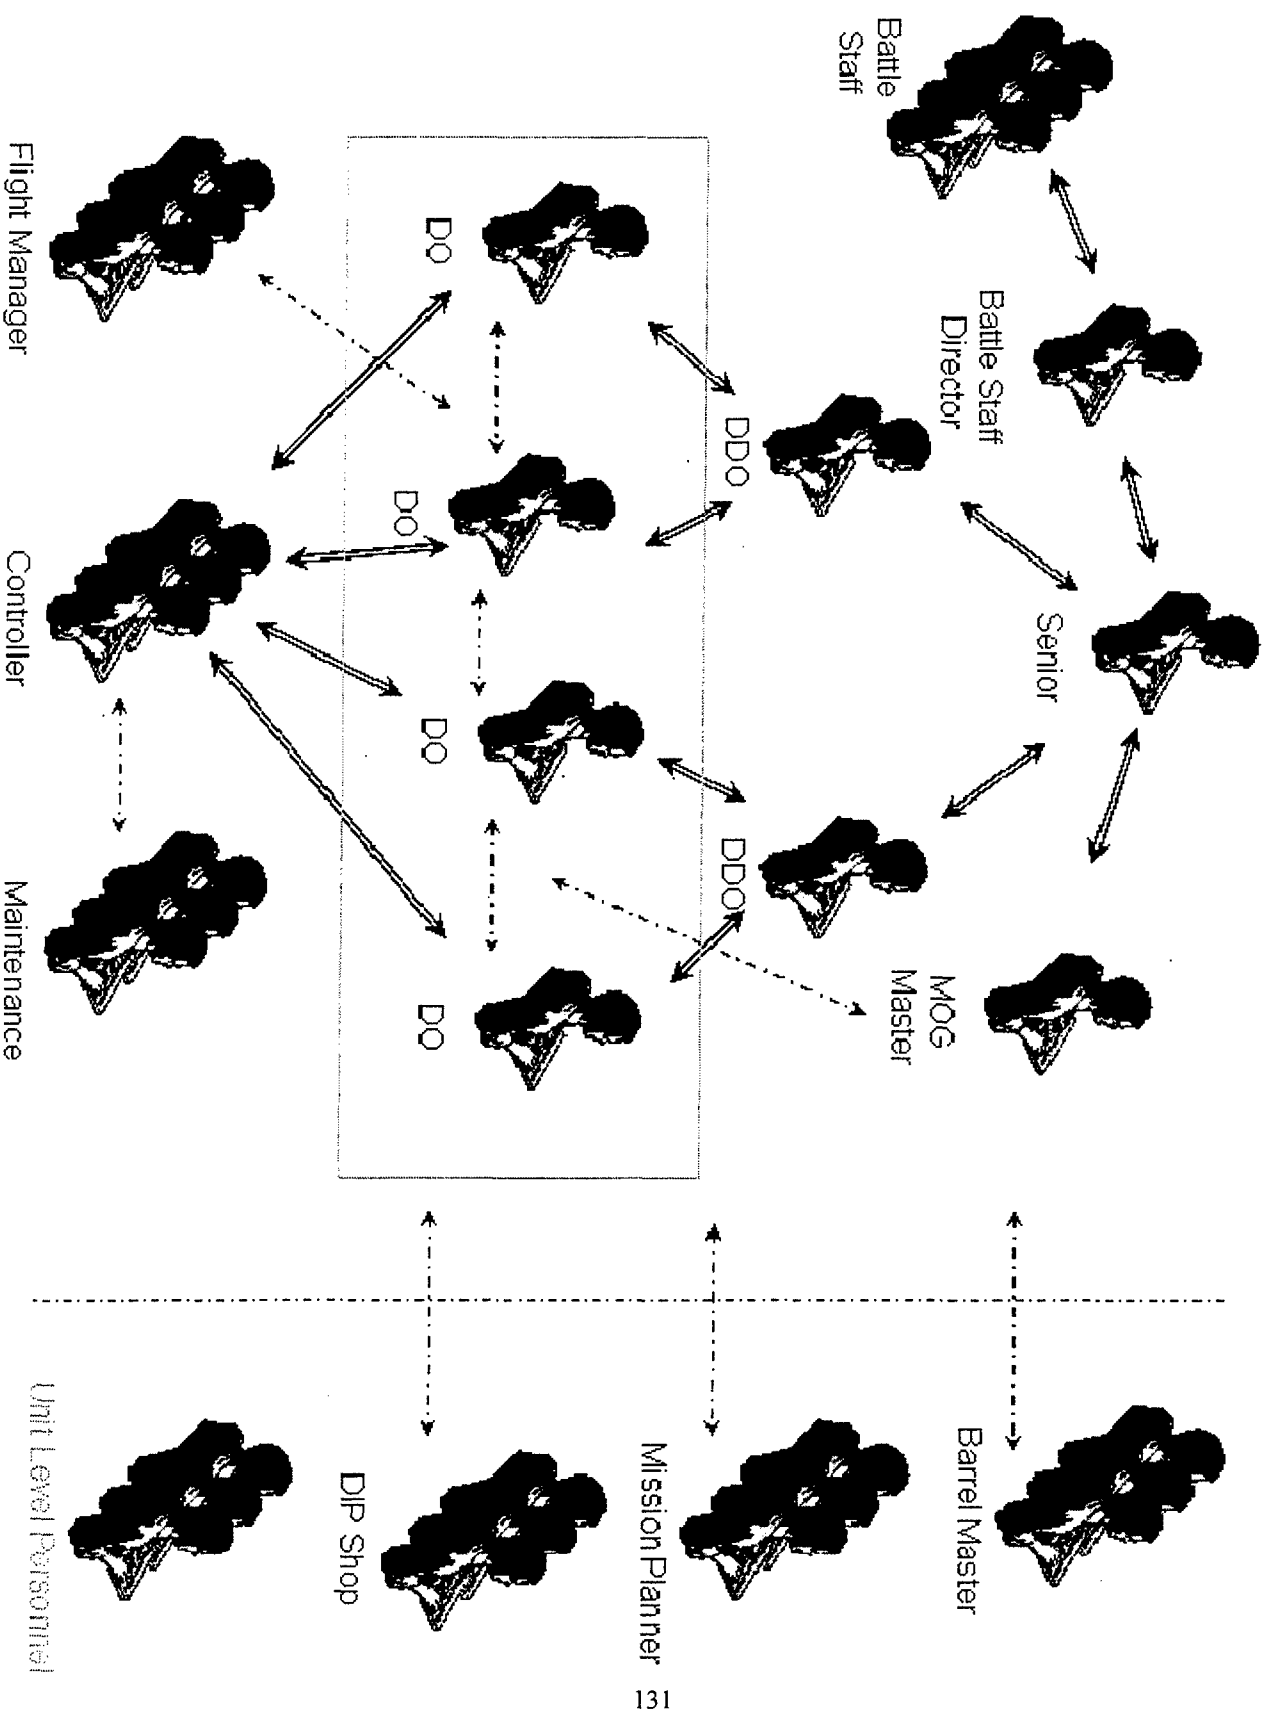 Battle
Staff
Battle Staff
Director
Senior
MOG
Master
Barrel Master
DDO
DDO
Mission Planner
DO
DO
DO
DO
DIP Shop
Flight Manager
Controller
Maintenance
Unit Level Personnel
131